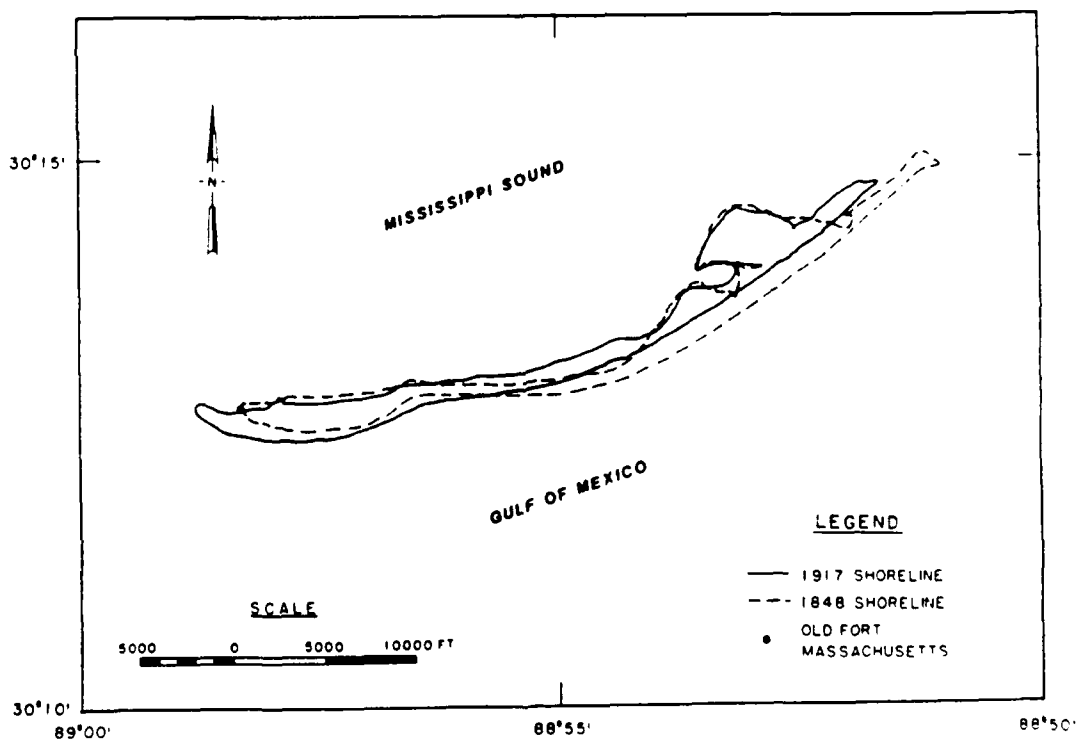 30°15'
N
MISSISSIPPI SOUND
GULF OF MEXICO
LEGEND
1917 SHORELINE
1848 SHORELINE
OLD FORT
MASSACHUSETTS
SCALE
5000 0 5000 10000 FT
30°10'
89°00' 88°55' 88°50'